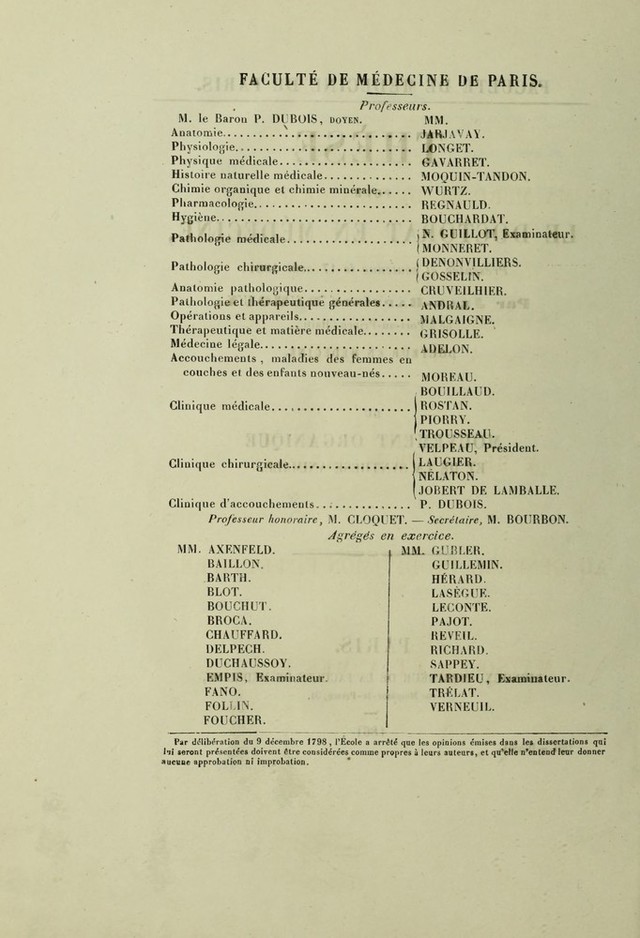 FACULTÉ DE MÉDECINE DE PARIS.
Professeurs.
M. le Baron P. DUBOIS, DOYEN. MM.
Anatomie.................. JARJAVAY.
Physiologie.................. LONGET.
Physique médicale.................. GAVARRET.
Histoire naturelle médicale.................. MOQUIN-TANDON.
Chimie organique et chimie minérale...... WURTZ.
Pharmacologie.................. REGNAULD.
Hygiène.................. BOUCHARDAT.
Pathologie médicale.................. N. GUILLOT, Examinateur.
MONNERET.
Pathologie chirurgicale.................. DENONVILLIERS.
GOSSELIN.
Anatomie pathologique.................. CRUVEILHIER.
Pathologie et thérapeutique générales..... ANDRAL.
Opérations et appareils.................. MALGAIGNE.
Thérapeutique et matière médicale........ GRISOLLE.
Médecine légale.................. ADELON.
Accouchements, maladies des femmes en
couches et des enfants nouveau-nés..... MOREAU.
BOUILLAUD.
Clinique médicale.................. ROSTAN.
PIORRY.
TROUSSEAU.
VELPEAU, Président.
Clinique chirurgicale.................. LAUGIER.
NÉLATON.
JOBERT DE LAMBALLE.
Clinique d'accouchements.................. P. DUBOIS.
Professeur honoraire, M. CLOQUET. — Secrétaire, M. BOURBON.
Agrégés en exercice.
MM. AXENFELD.
BAILLON.
BARTH.
BLOT.
BOUCHUT.
BROCA.
CHAUFFARD.
DELPECH.
DUCHAUSSOY.
EMPIS, Examinateur.
FANO.
FOLLIN.
FOUCHER.
MM. GUBLER.
GUILLEMIN.
HÉRARD.
LASÈGUE.
LECONTE.
PAJOT.
REVEIL.
RICHARD.
SAPPEY.
TARDIEU, Examinateur.
TRÉLAT.
VERNEUIL.
Par délibération du 9 décembre 1798, l'École a arrêté que les opinions émises dans les dissertations qui
lui seront présentées doivent être considérées comme propres à leurs auteurs, et qu'elle n'entend leur donner
aucune approbation ni improbation.